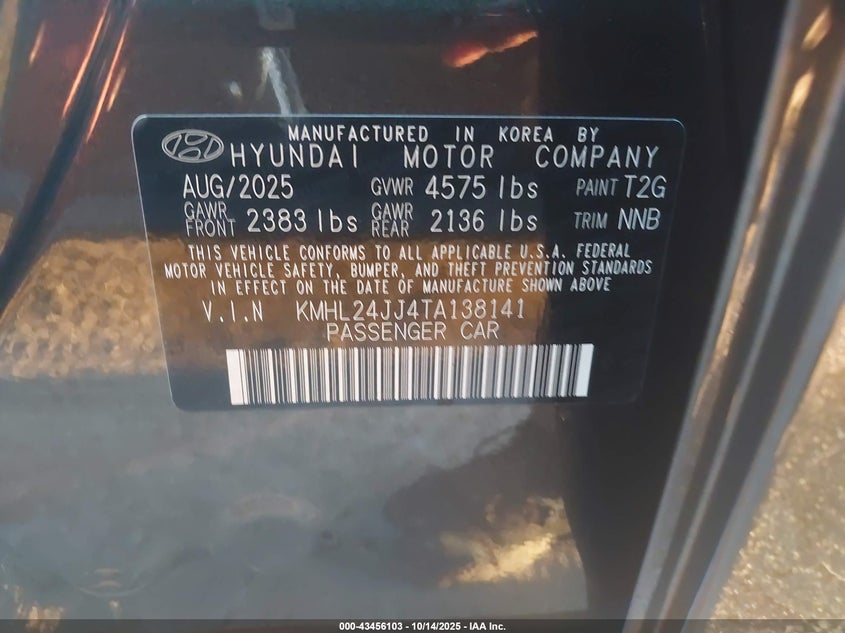 MANUFACTURED IN KOREA BY
HYUNDAI MOTOR COMPANY
AUG/2025 GVWR 4575 lbs PAINT T2G
GAWR FRONT 2383 lbs GAWR REAR 2136 lbs TRIM NNB
THIS VEHICLE CONFORMS TO ALL APPLICABLE U.S.A. FEDERAL
MOTOR VEHICLE SAFETY, BUMPER, AND THEFT PREVENTION STANDARDS
IN EFFECT ON THE DATE OF MANUFACTURE SHOWN ABOVE.
V.I.N KMHL24JJ4TA138141
PASSENGER CAR
000-43456103 - 10/14/2025 - IAA Inc.